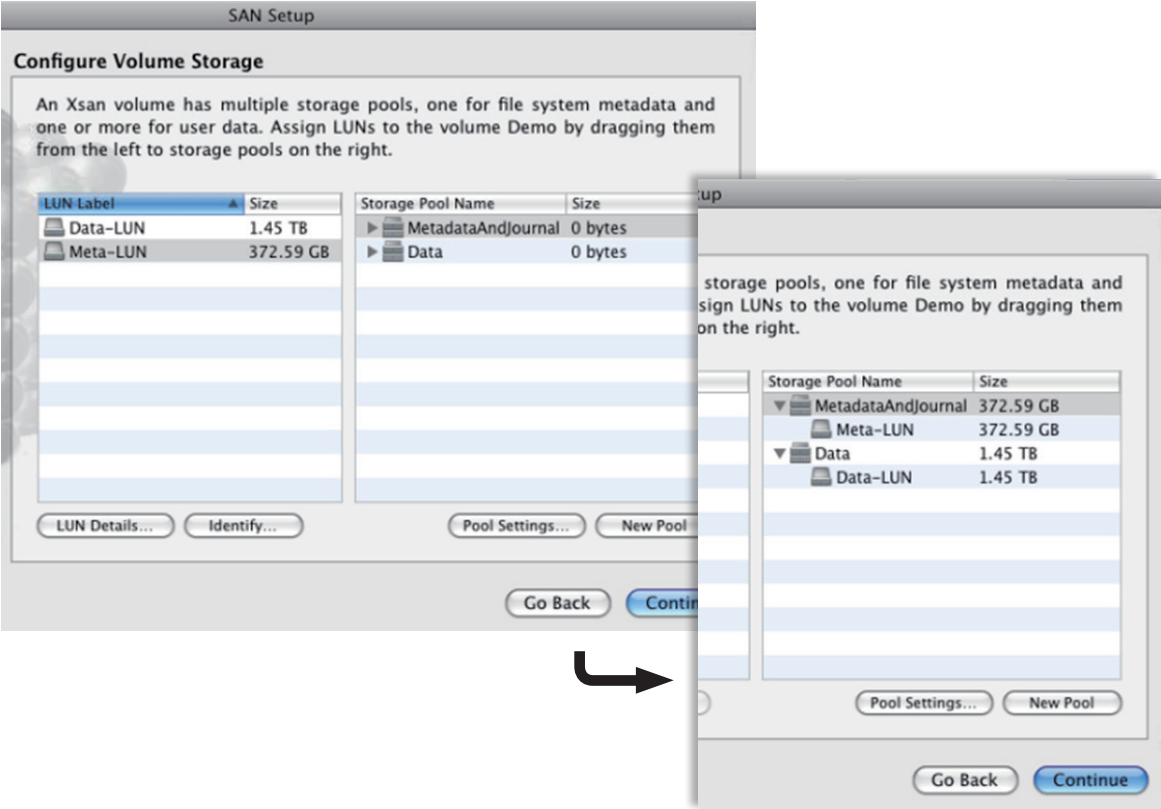 SAN Setup
Configure Volume Storage
An Xsan volume has multiple storage pools, one for file system metadata and
one or more for user data. Assign LUNs to the volume Demo by dragging them
from the left to storage pools on the right.
LUN Label Size
Data-LUN 1.45 TB
Meta-LUN 372.59 GB
Storage Pool Name Size
MetadataAndJournal 0 bytes
Data 0 bytes
LUN Details... Identify... Pool Settings... New Pool
Go Back Contin
up
storage pools, one for file system metadata and
sign LUNs to the volume Demo by dragging them
on the right.
Storage Pool Name Size
MetadataAndJournal 372.59 GB
Meta-LUN 372.59 GB
Data 1.45 TB
Data-LUN 1.45 TB
Pool Settings... New Pool
Go Back Continue